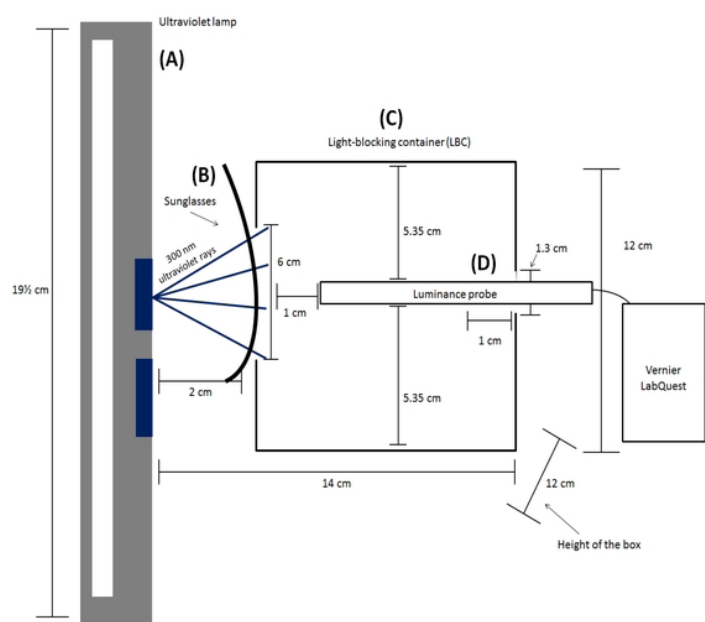 Ultraviolet lamp
(A)
(C)
Light-blocking container (LBC)
(B)
Sunglasses
300 nm
ultraviolet rays
5.35 cm
1.3 cm
12 cm
6 cm
(D)
19½ cm
Luminance probe
1 cm
1 cm
Vernier
LabQuest
2 cm
5.35 cm
14 cm
12 cm
Height of the box